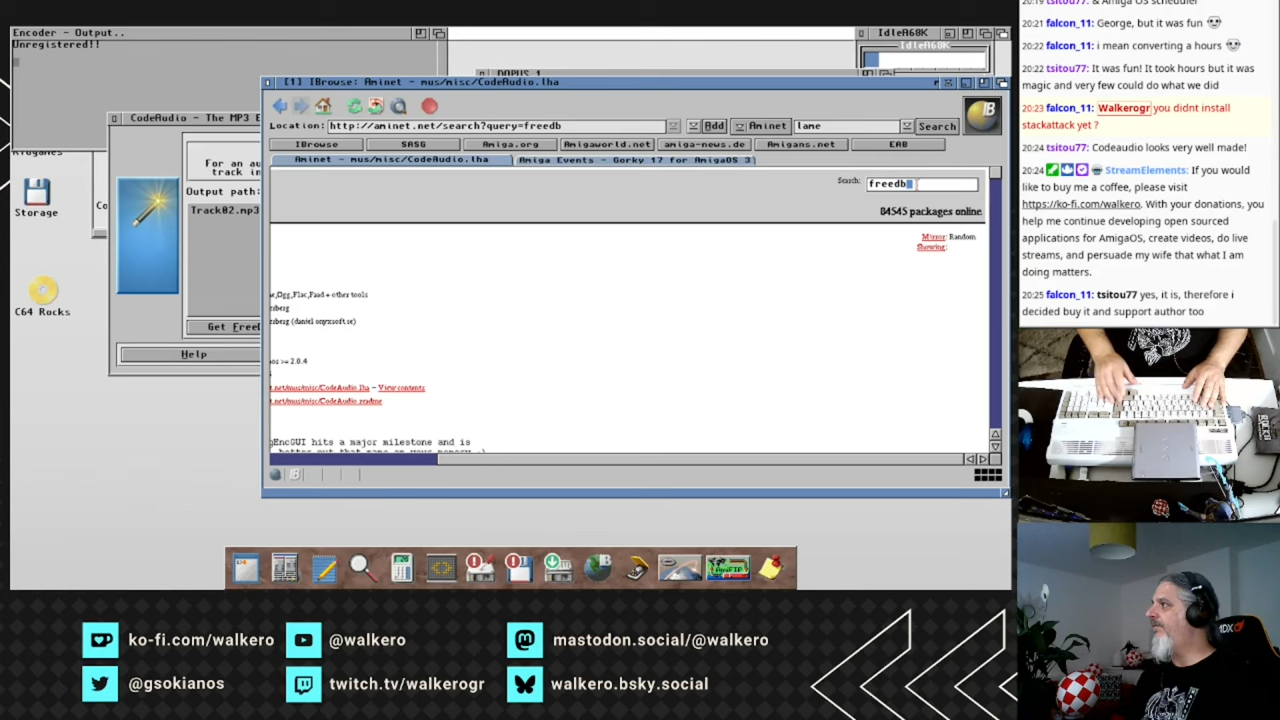 Encoder - Output..
Unregistered!!
IdleA68K
IdleA68K
DOPUS 1
[1] IBrowse: Aminet - mus/misc/CodeAudio.lha
Location: http://aminet.net/search?query=freedb
Add
Aminet
lame
Search
IBrowse
SASG
Amiga.org
Amigaworld.net
amiga-news.de
Amigans.net
EAB
Aminet - mus/misc/CodeAudio.lha
Amiga Events - Gorky 17 for AmigaOS 3
Search: freedb
84545 packages online
Mirror: Random
Showing:
,Ogg,Flac,Faad + other tools
nberg
nberg (daniel onyxsoft se)
os >= 2.0.4
t.net/mus/misc/CodeAudio.lha - View contents
t.net/mus/misc/CodeAudio.readme
gEncGUI hits a major milestone and is
CodeAudio - The MP3 E
For an au
track in
Output path:
Track02.mp3
Get FreeD
Help
Storage
Co
C64 Rocks
20:19 tsitou77: & Amiga OS scheduler
20:21 falcon_11: George, but it was fun
20:22 falcon_11: i mean converting a hours
20:22 tsitou77: It was fun! It took hours but it was
magic and very few could do what we did
20:23 falcon_11: Walkerogr you didnt install
stackattack yet ?
20:24 tsitou77: Codeaudio looks very well made!
20:24 StreamElements: If you would
like to buy me a coffee, please visit
https://ko-fi.com/walkero. With your donations, you
help me continue developing open sourced
applications for AmigaOS, create videos, do live
streams, and persuade my wife that what I am
doing matters.
20:25 falcon_11: tsitou77 yes, it is, therefore i
decided buy it and support author too
ko-fi.com/walkero
@walkero
mastodon.social/@walkero
@gsokianos
twitch.tv/walkerogr
walkero.bsky.social